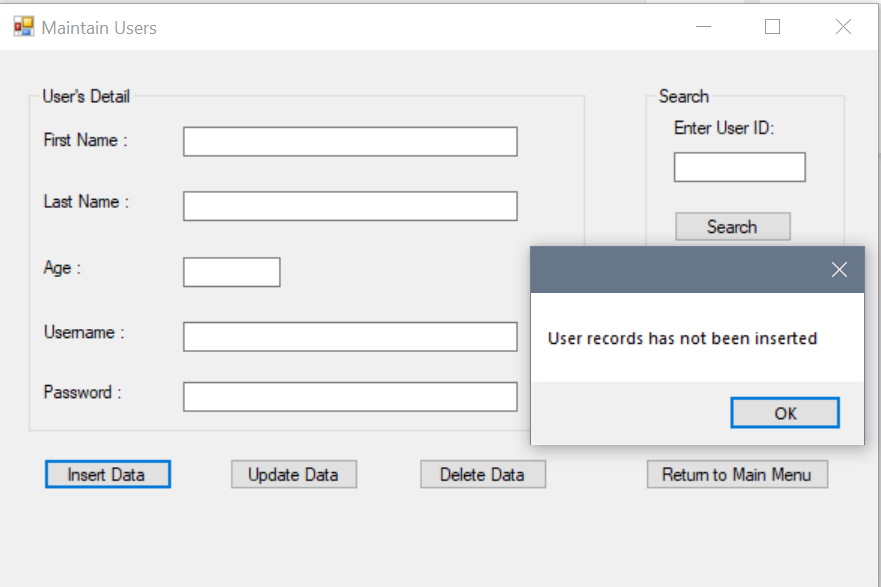 Maintain Users
User's Detail
First Name :
Last Name :
Age :
Username :
Password :
Search
Enter User ID:
Search
User records has not been inserted
OK
Insert Data
Update Data
Delete Data
Return to Main Menu